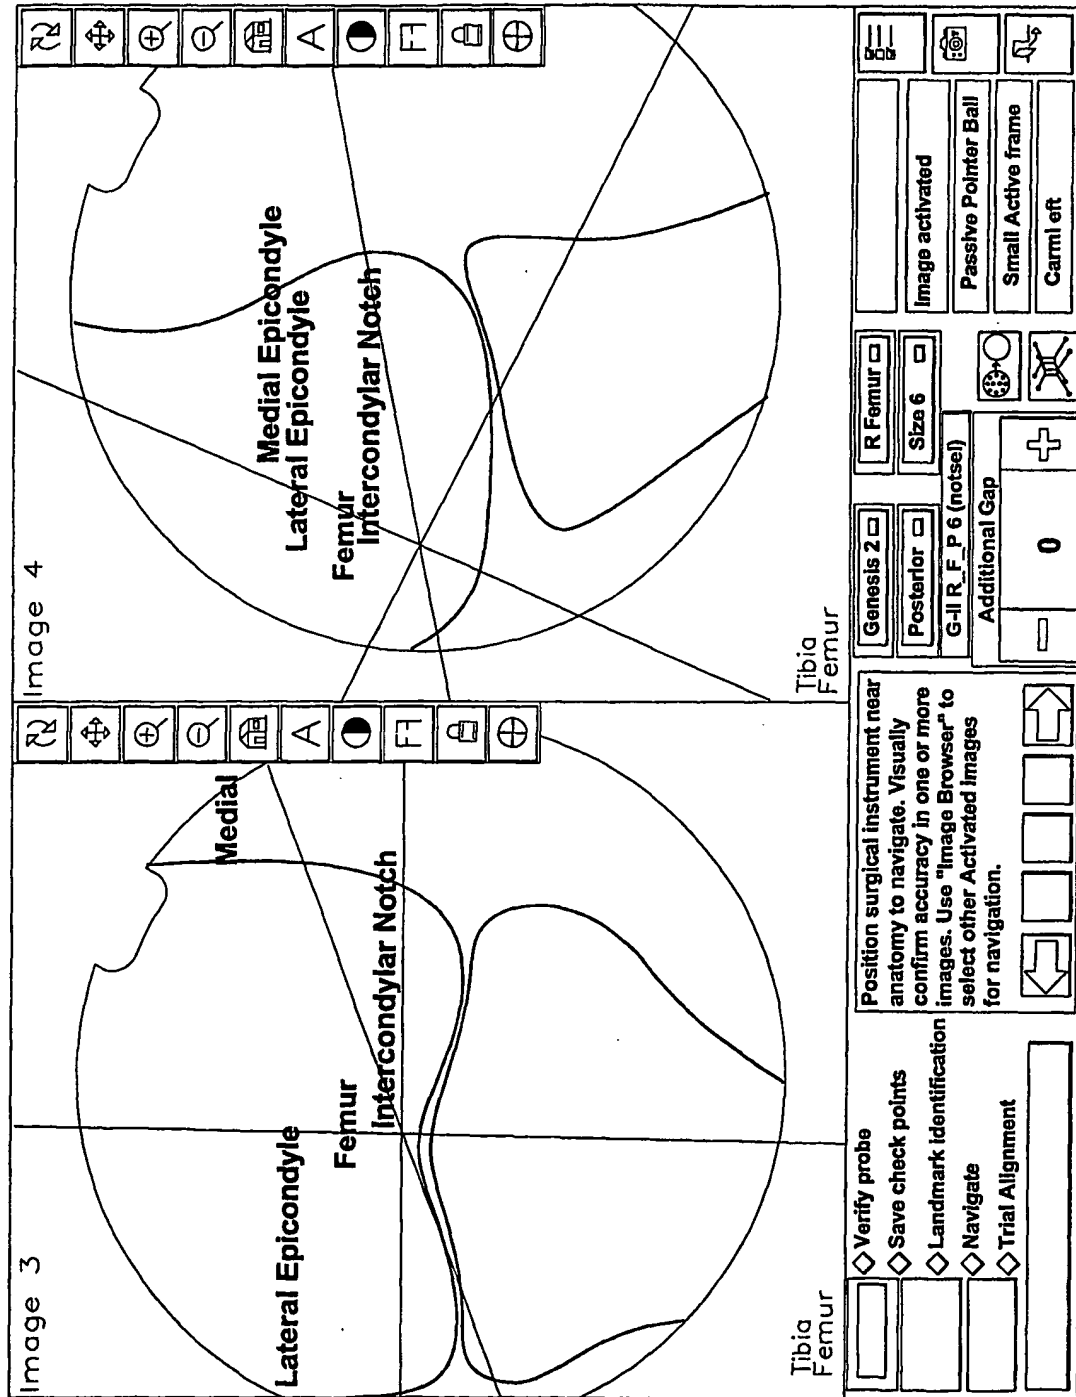 Image 3
Medial
Lateral Epicondyle
Femur
Intercondylar Notch
Tibia
Femur
Image 4
Medial Epicondyle
Lateral Epicondyle
Femur
Intercondylar Notch
Tibia
Femur
A
A
Verify probe
Save check points
Landmark identification
Navigate
Trial Alignment
Position surgical instrument near
anatomy to navigate. Visually
confirm accuracy in one or more
images. Use "Image Browser" to
select other Activated images
for navigation.
Genesis 2
R Femur
Posterior
Size 6
G-II R_F_P 6 (notsel)
Additional Gap
0
Image activated
Passive Pointer Ball
Small Active frame
Carml eft